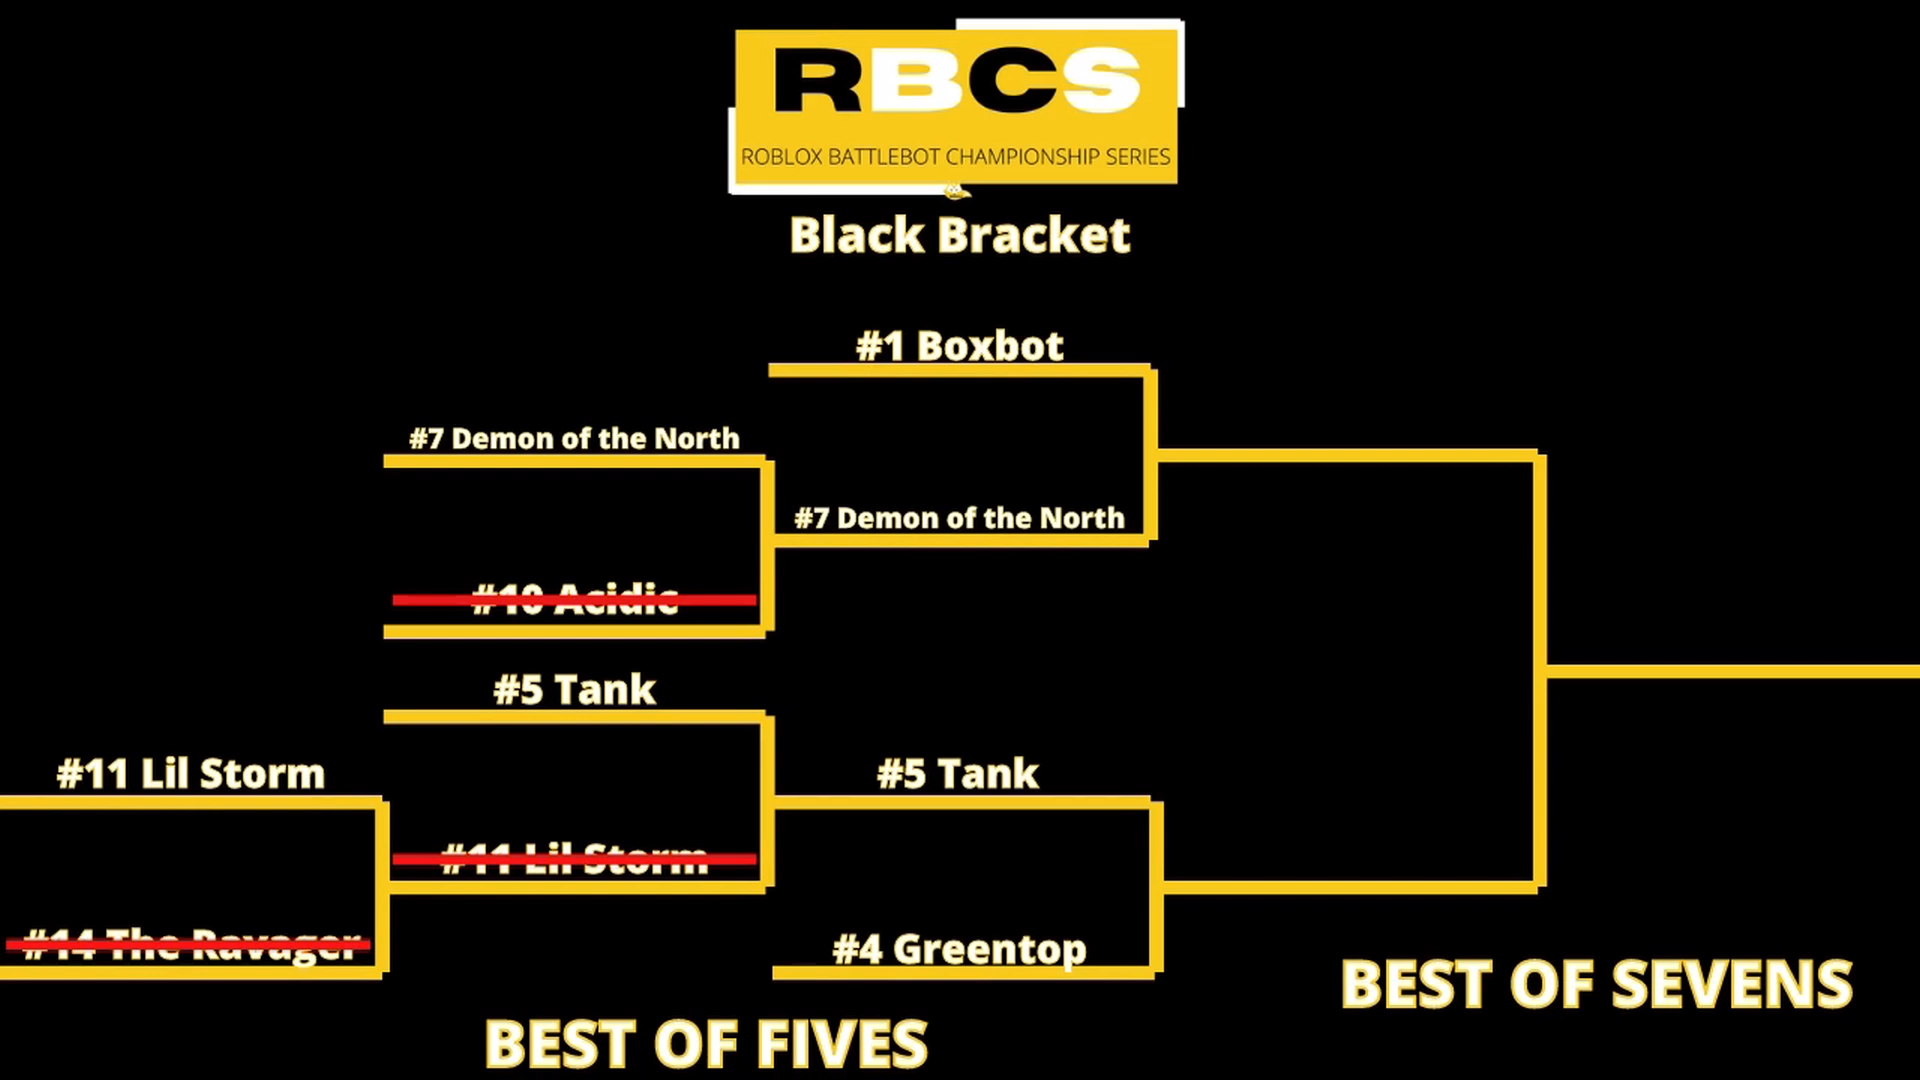 RBCS
ROBLOX BATTLEBOT CHAMPIONSHIP SERIES
Black Bracket
#1 Boxbot
#7 Demon of the North
#7 Demon of the North
#10 Acidic
#5 Tank
#11 Lil Storm
#5 Tank
#11 Lil Storm
#14 The Ravager
#4 Greentop
BEST OF SEVENS
BEST OF FIVES